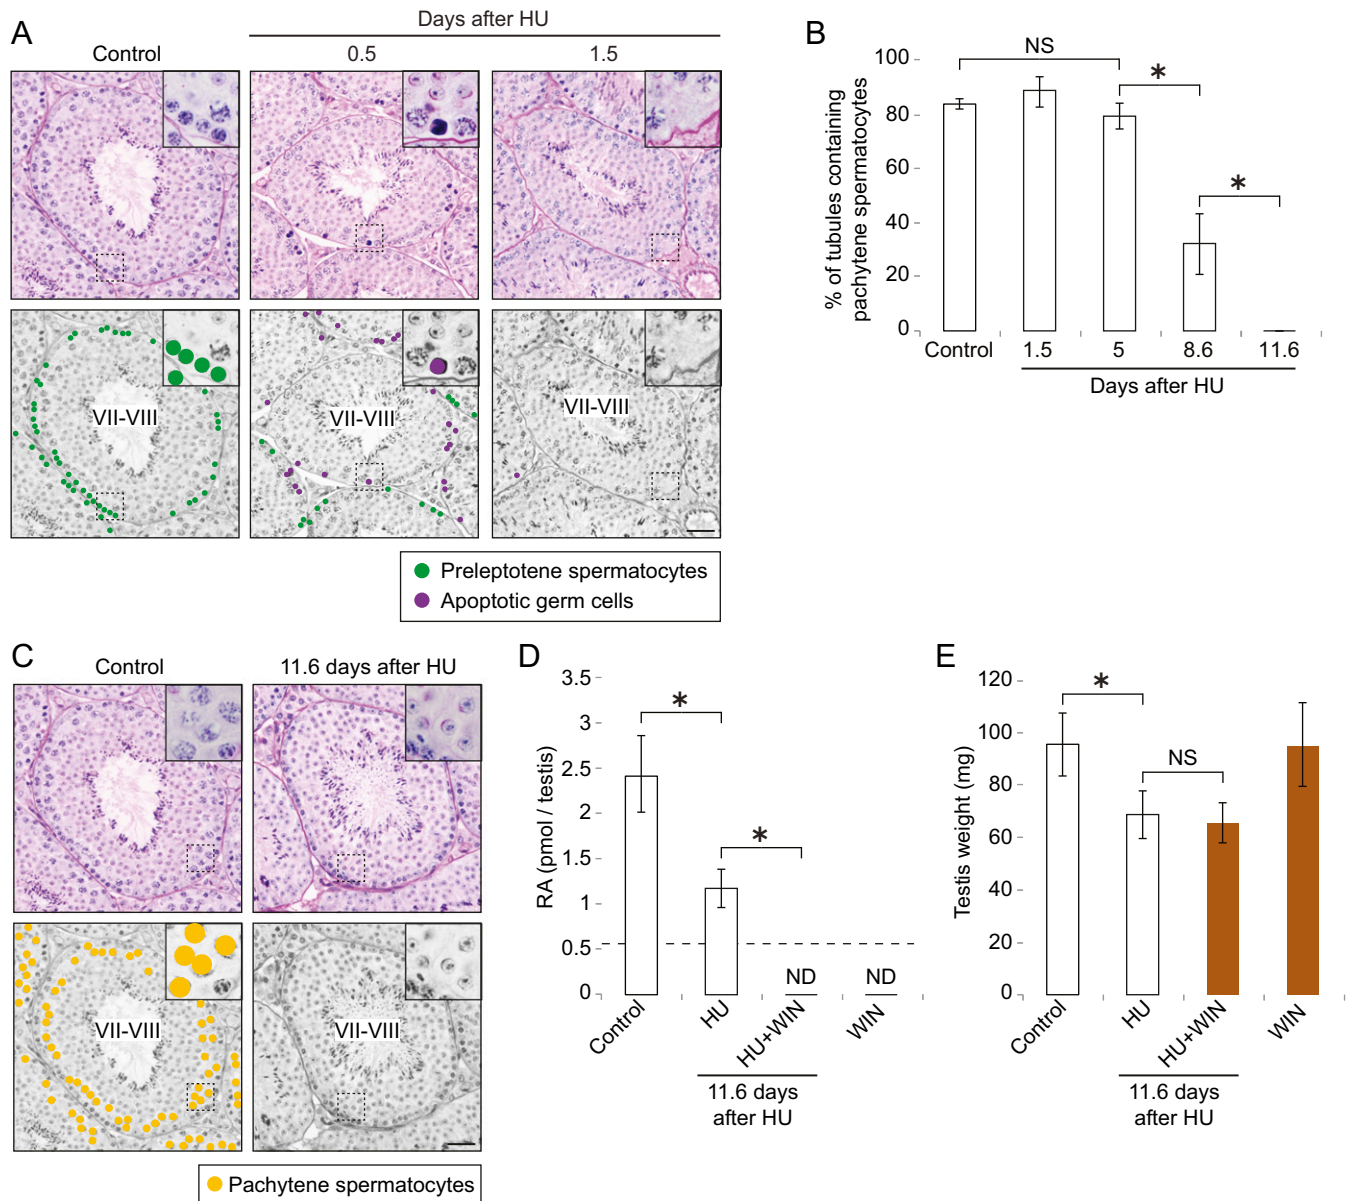 A
Days after HU
Control
0.5
1.5
VII-VIII
VII-VIII
VII-VIII
Preleptotene spermatocytes
Apoptotic germ cells
B
% of tubules containing
pachytene spermatocytes
100
80
60
40
20
0
NS
*
*
Control
1.5
5
8.6
11.6
Days after HU
C
Control
11.6 days after HU
VII-VIII
VII-VIII
Pachytene spermatocytes
D
RA (pmol / testis)
3.5
3
2.5
2
1.5
1
0.5
0
*
*
ND
ND
Control
HU
HU+WIN
WIN
11.6 days
after HU
E
Testis weight (mg)
120
100
80
60
40
20
0
*
NS
Control
HU
HU+WIN
WIN
11.6 days
after HU